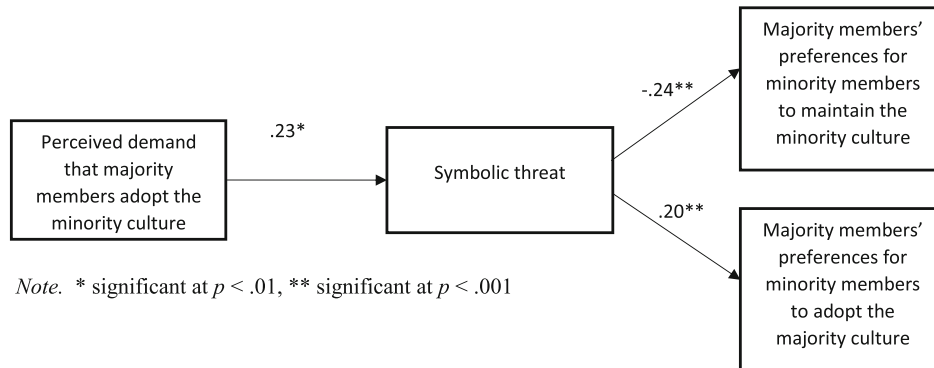 Majority members’
preferences for
minority members
to maintain the
minority culture
-.24**
.23*
Perceived demand
that majority
members adopt the
minority culture
Symbolic threat
.20**
Majority members’
preferences for
minority members
to adopt the
majority culture
Note. * significant at p < .01, ** significant at p < .001